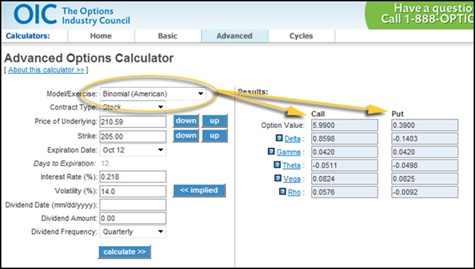 OIC The Options Industry Council
Have a questio
Call 1-888-OPTIC
Calculators: Home Basic Advanced Cycles
Advanced Options Calculator
[ About this calculator >> ]
Model/Exercise: Binomial (American)
Contract Type: Stock
Price of Underlying: 210.59 down up
Strike: 205.00 down up
Expiration Date: Oct 12
Days to Expiration: 12
Interest Rate (%): 0.218
Volatility (%): 14.0 << implied
Dividend Date (mm/dd/yyyy):
Dividend Amount: 0.00
Dividend Frequency: Quarterly
calculate >>
Results:
Call Put
Option Value: 5.9900 0.3900
? Delta : 0.8598 -0.1403
? Gamma : 0.0420 0.0420
? Theta : -0.0511 -0.0498
? Vega : 0.0824 0.0825
? Rho : 0.0576 -0.0092